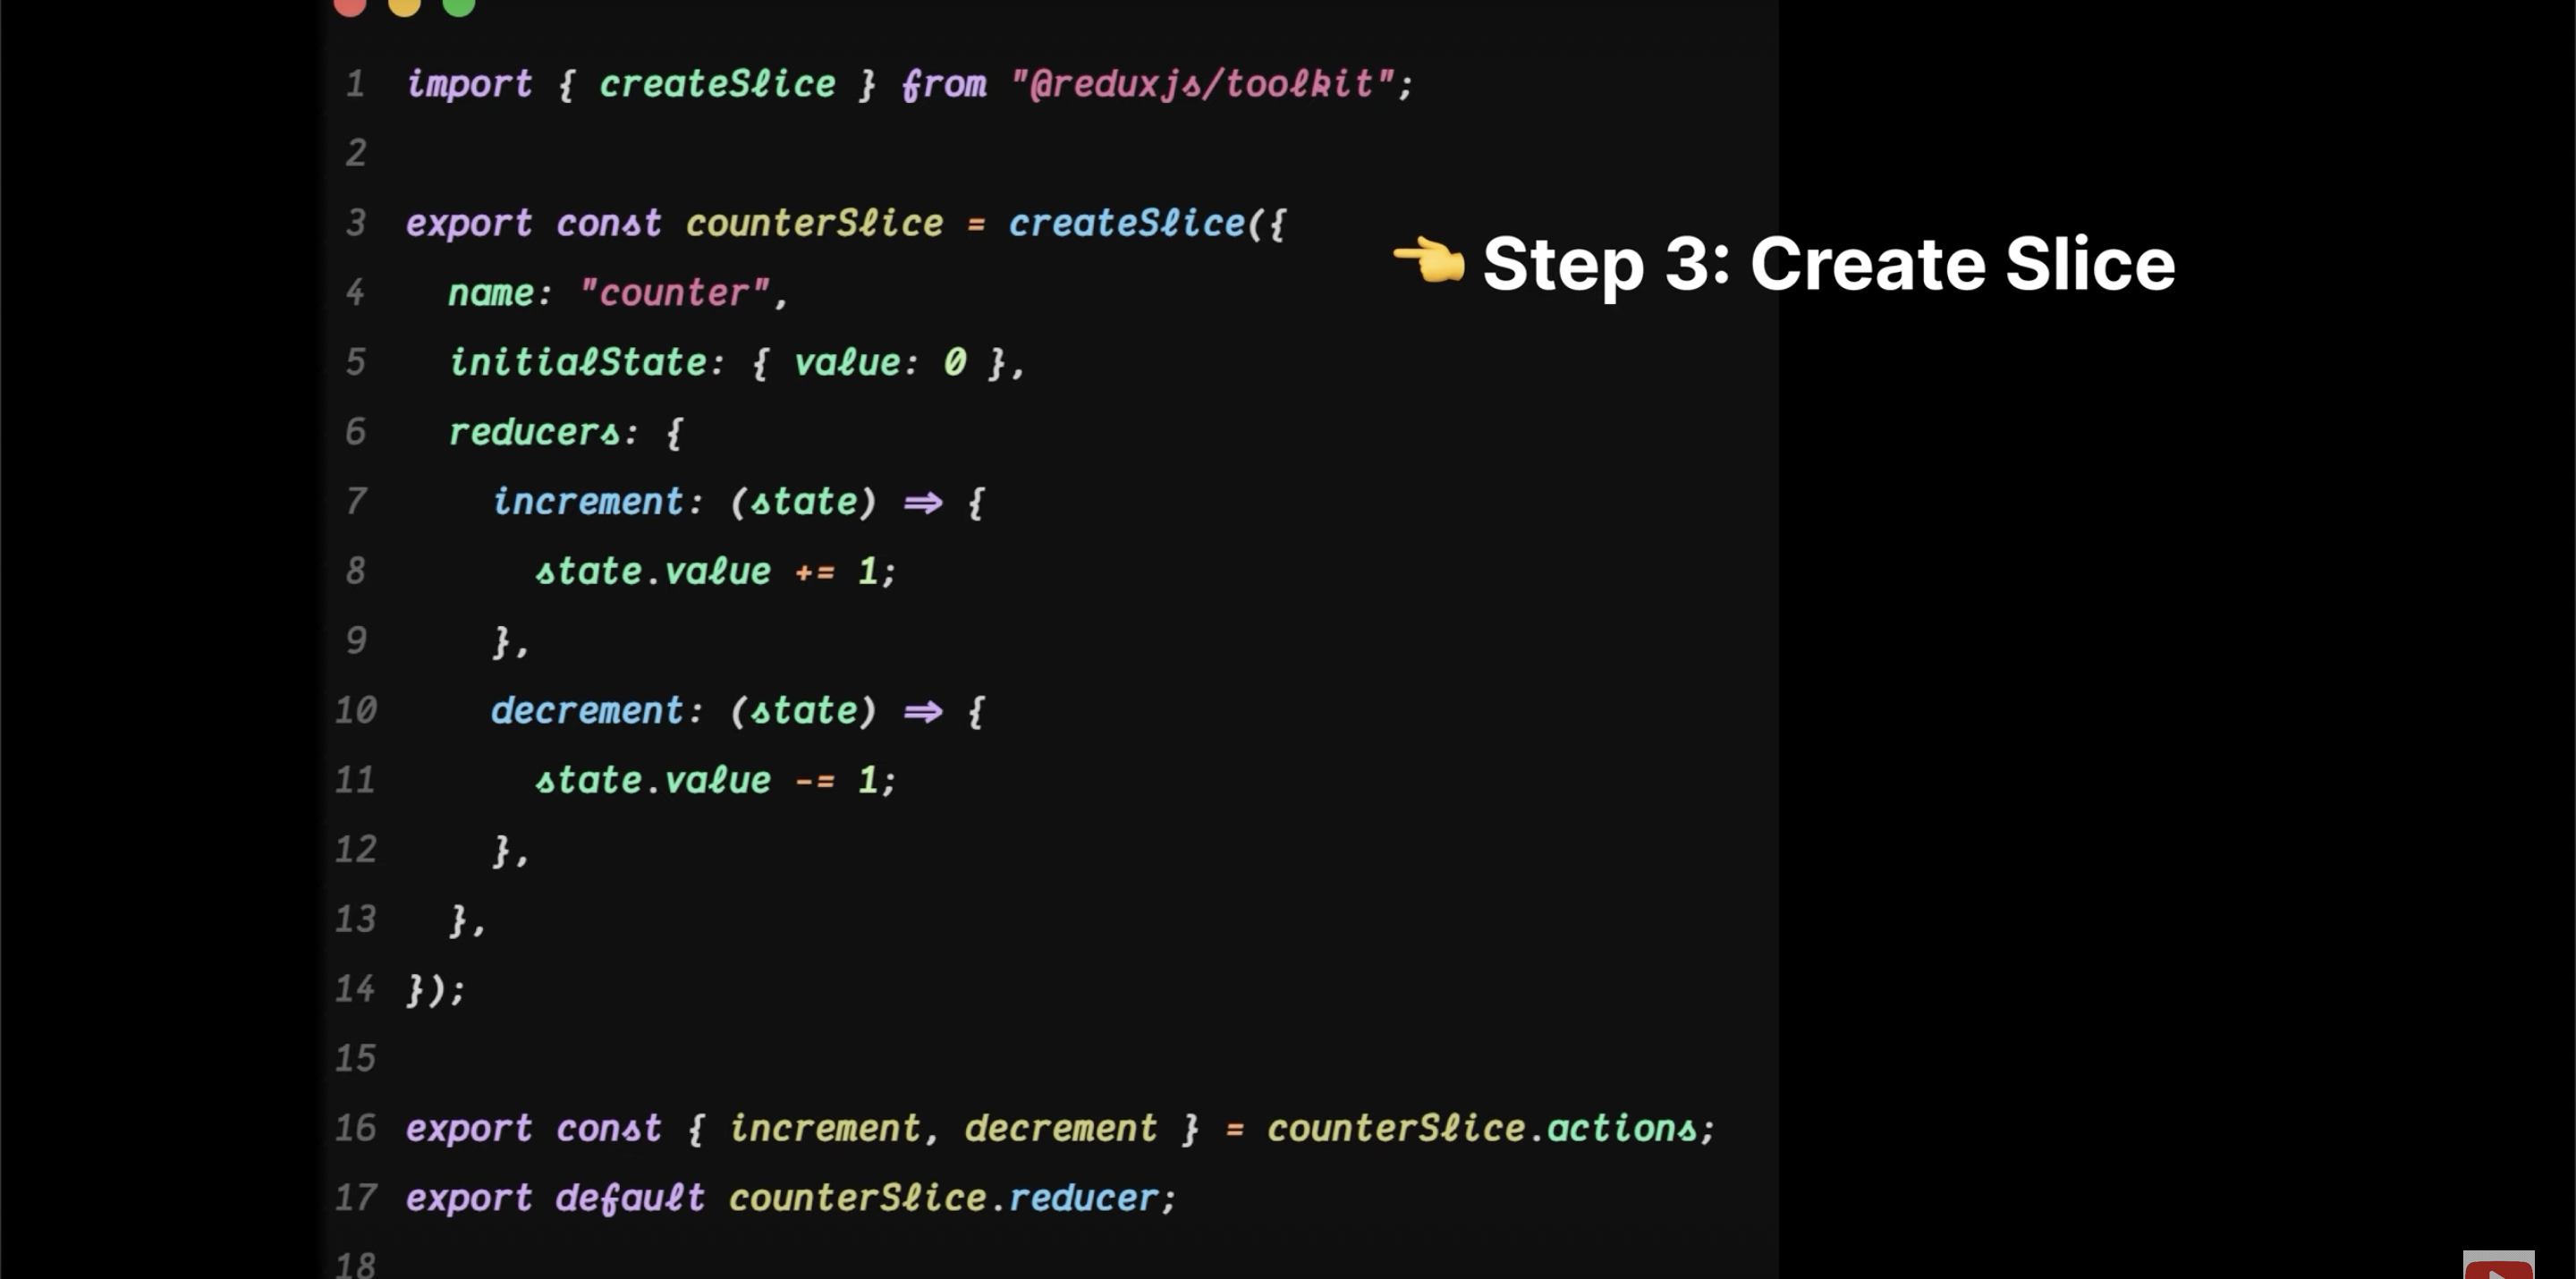 1 import { createSlice } from "@reduxjs/toolkit";
2
3 export const counterSlice = createSlice({
👈 Step 3: Create Slice
4   name: "counter",
5   initialState: { value: 0 },
6   reducers: {
7     increment: (state) => {
8       state.value += 1;
9     },
10     decrement: (state) => {
11       state.value -= 1;
12     },
13   },
14 });
15
16 export const { increment, decrement } = counterSlice.actions;
17 export default counterSlice.reducer;
18